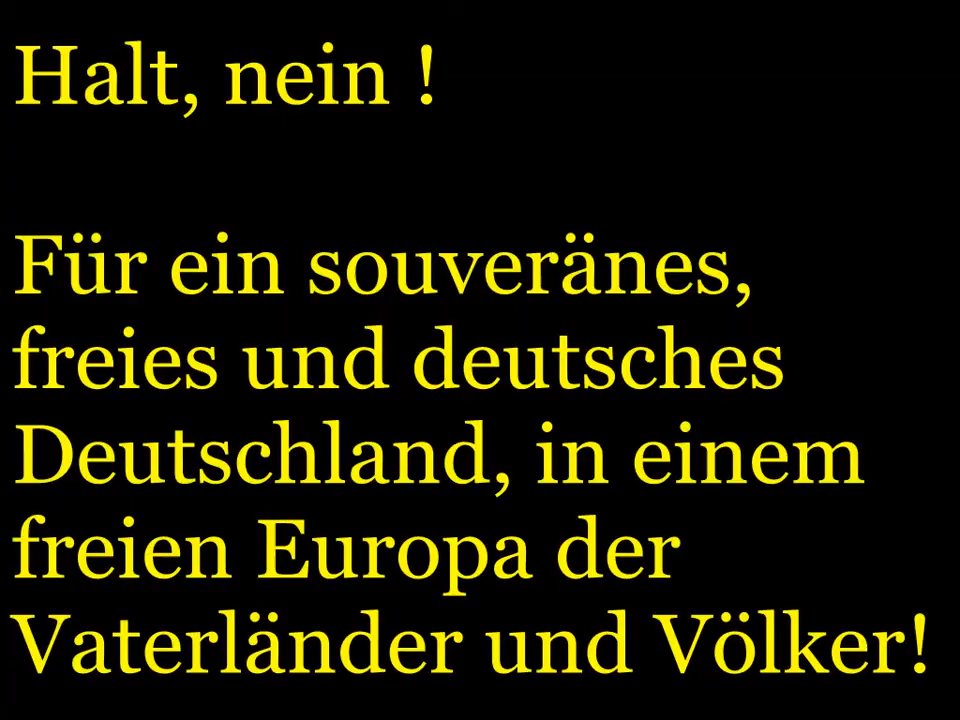 Halt, nein !
Für ein souveränes,
freies und deutsches
Deutschland, in einem
freien Europa der
Vaterländer und Völker!